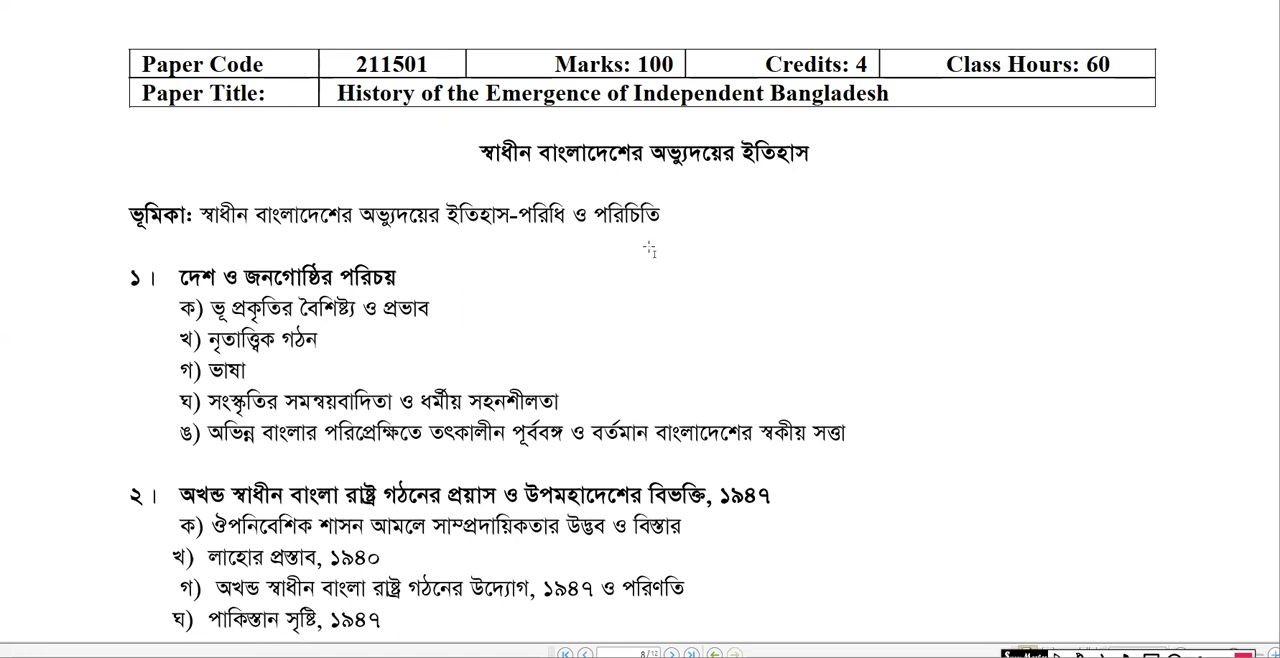 Paper Code 211501 Marks: 100 Credits: 4 Class Hours: 60
Paper Title: History of the Emergence of Independent Bangladesh
স্বাধীন বাংলাদেশের অভ্যুদয়ের ইতিহাস
ভূমিকা: স্বাধীন বাংলাদেশের অভ্যুদয়ের ইতিহাস-পরিধি ও পরিচিতি
১। দেশ ও জনগোষ্ঠির পরিচয়
ক) ভূ প্রকৃতির বৈশিষ্ট্য ও প্রভাব
খ) নৃতাত্ত্বিক গঠন
গ) ভাষা
ঘ) সংস্কৃতির সমন্বয়বাদিতা ও ধর্মীয় সহনশীলতা
ঙ) অভিন্ন বাংলার পরিপ্রেক্ষিতে তৎকালীন পূর্ববঙ্গ ও বর্তমান বাংলাদেশের স্বকীয় সত্তা
২। অখন্ড স্বাধীন বাংলা রাষ্ট্র গঠনের প্রয়াস ও উপমহাদেশের বিভক্তি, ১৯৪৭
ক) ঔপনিবেশিক শাসন আমলে সাম্প্রদায়িকতার উদ্ভব ও বিস্তার
খ) লাহোর প্রস্তাব, ১৯৪০
গ) অখন্ড স্বাধীন বাংলা রাষ্ট্র গঠনের উদ্যোগ, ১৯৪৭ ও পরিণতি
ঘ) পাকিস্তান সৃষ্টি, ১৯৪৭
8/12